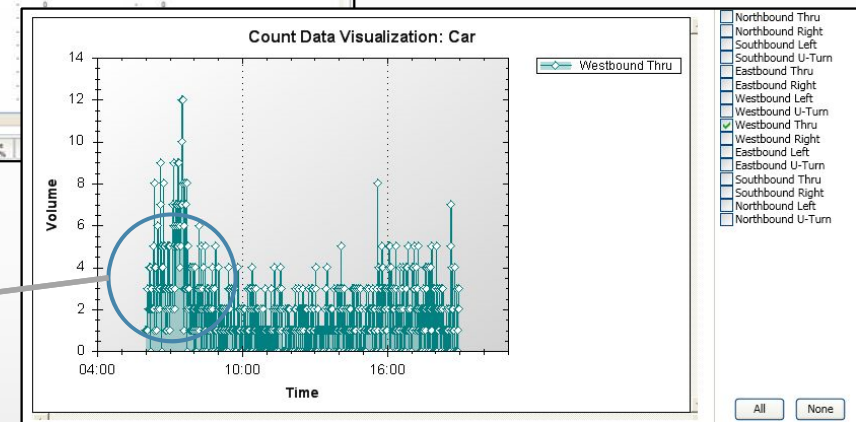 Count Data Visualization: Car
Westbound Thru
Volume
14
12
10
8
6
4
2
0
04:00
10:00
16:00
Time
Northbound Thru
Northbound Right
Southbound Left
Southbound U-Turn
Eastbound Thru
Eastbound Right
Westbound Left
Westbound U-Turn
Westbound Thru
Westbound Right
Eastbound Left
Eastbound U-Turn
Southbound Thru
Southbound Right
Northbound Left
Northbound U-Turn
All
None